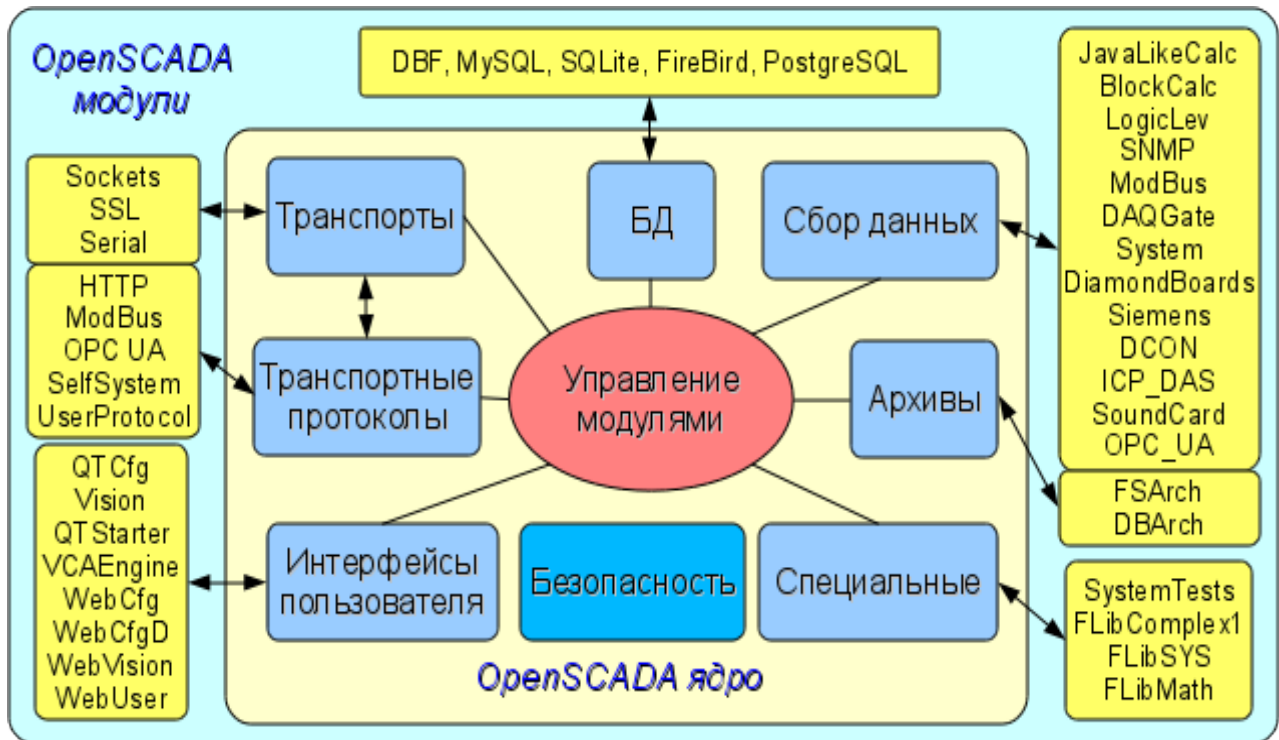 OpenSCADA
модули
DBF, MySQL, SQLite, FireBird, PostgreSQL
JavaLikeCalc
BlockCalc
LogicLev
SNMP
ModBus
DAQGate
System
DiamondBoards
Siemens
DCON
ICP_DAS
SoundCard
OPC_UA
FSArch
DBArch
SystemTests
FLibComplex1
FLibSYS
FLibMath
Sockets
SSL
Serial
HTTP
ModBus
OPC UA
SelfSystem
UserProtocol
QTCfg
Vision
QTStarter
VCAEngine
WebCfg
WebCfgD
WebVision
WebUser
Транспорты
БД
Сбор данных
Транспортные
протоколы
Управление
модулями
Архивы
Интерфейсы
пользователя
Безопасность
Специальные
OpenSCADA ядро